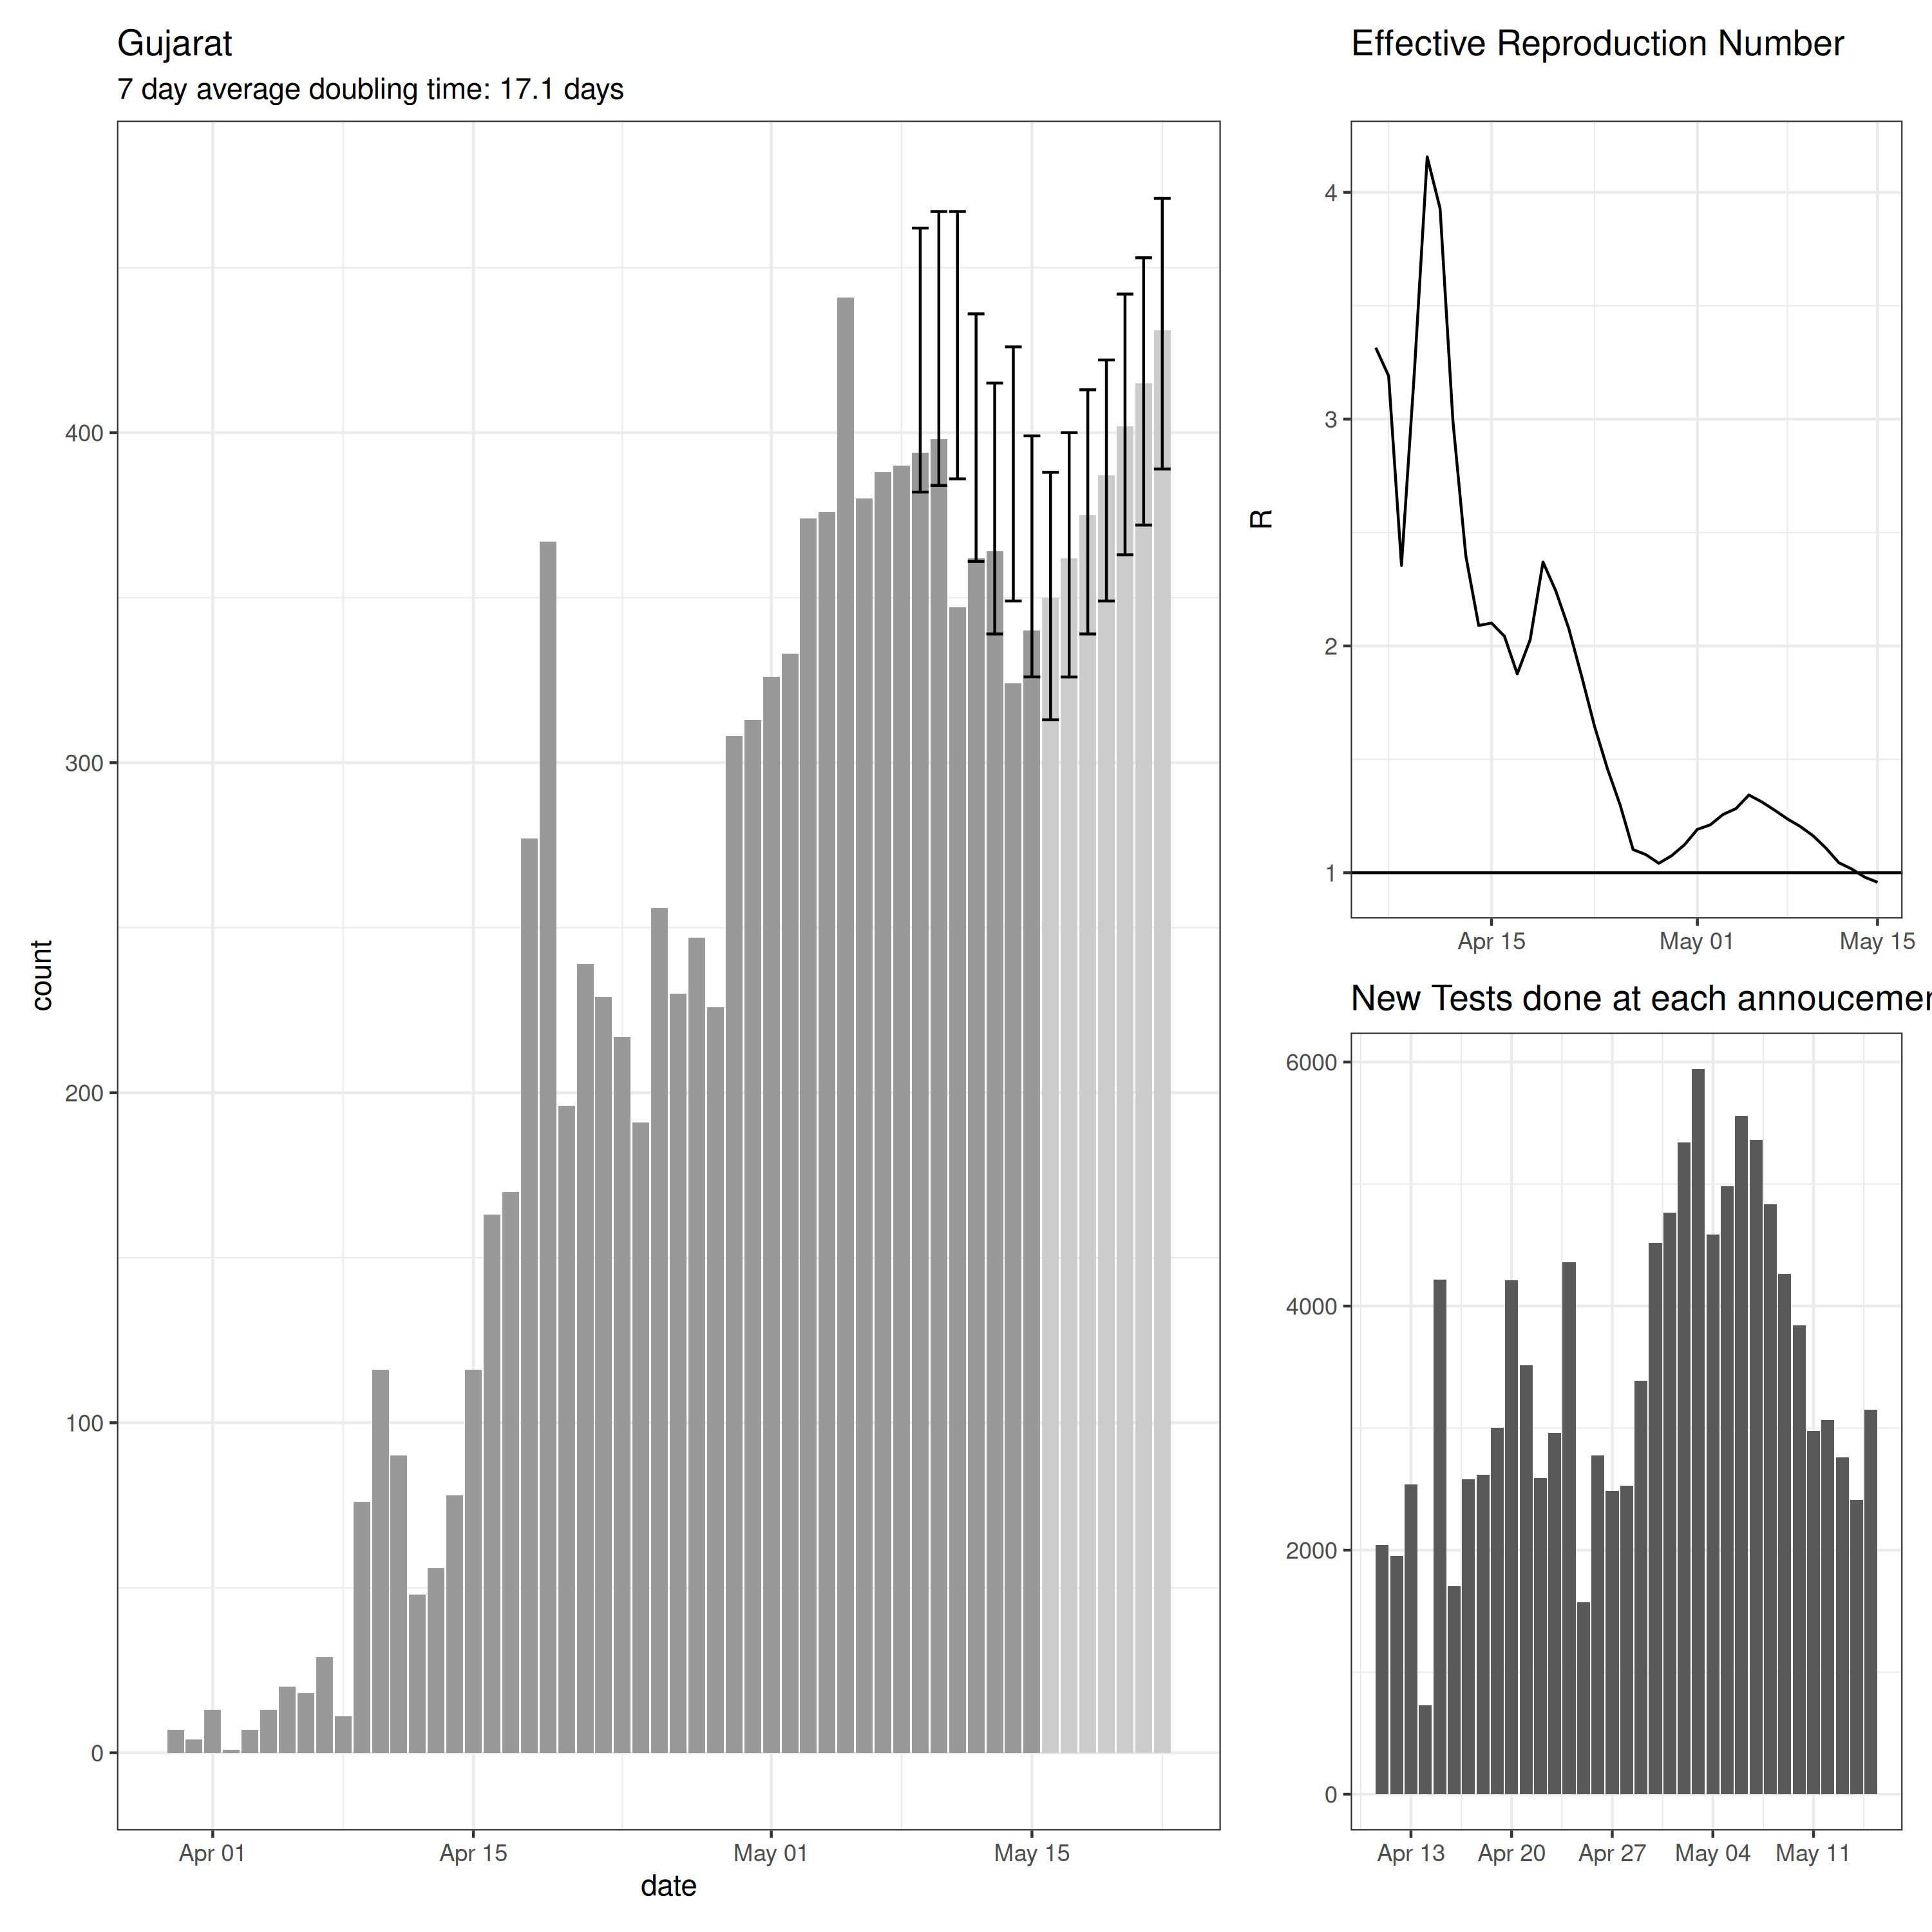 Gujarat
7 day average doubling time: 17.1 days
count
400
300
200
100
0
Apr 01 Apr 15 May 01 May 15
date
Effective Reproduction Number
R
4
3
2
1
Apr 15 May 01 May 15
New Tests done at each
6000
4000
2000
0
Apr 13 Apr 20 Apr 27 May 04 May 11